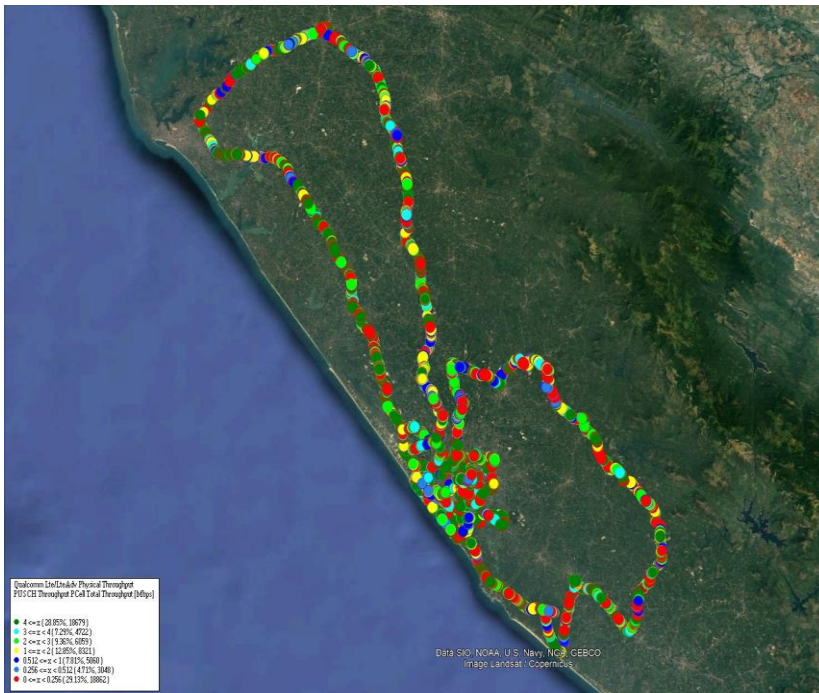 Qualcomm Lte/LteAdv Physical Throughput
PUSCH Throughput PCell Total Throughput [Mbps]
4 <=x ( 28.85%, 18679)
3 <=x < 4 ( 7.29%, 4722)
2 <=x < 3 ( 9.36%, 6059)
1 <=x < 2 ( 12.85%, 8321)
0.512 <=x < 1 ( 7.81%, 5060)
0.256 <=x < 0.512 ( 4.71%, 3048)
0 <=x < 0.256 ( 29.13%, 18862)
Data SIO, NOAA, U.S. Navy, NGA, GEBCO
Image Landsat / Copernicus